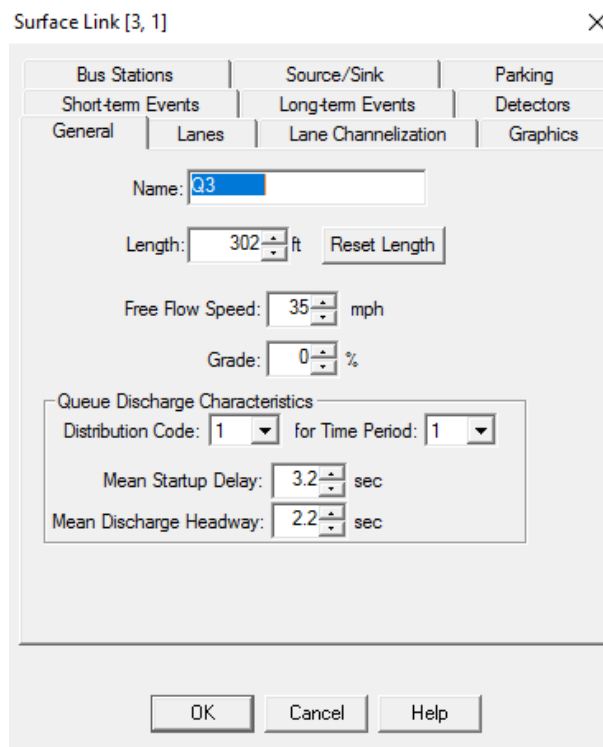 Surface Link [3, 1]
Bus Stations Source/Sink Parking
Short-term Events Long-term Events Detectors
General Lanes Lane Channelization Graphics
Name: Q3
Length: 302 ft Reset Length
Free Flow Speed: 35 mph
Grade: 0 %
Queue Discharge Characteristics
Distribution Code: 1 for Time Period: 1
Mean Startup Delay: 3.2 sec
Mean Discharge Headway: 2.2 sec
OK Cancel Help